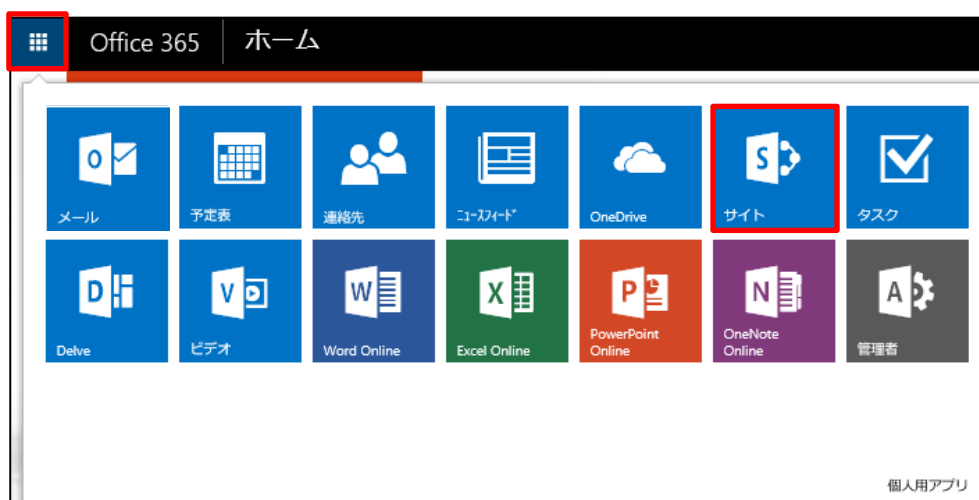 Office 365 ホーム
メール
予定表
連絡先
ﾆｭｰｽﾌｨｰﾄﾞ
OneDrive
サイト
タスク
Delve
ビデオ
Word Online
Excel Online
PowerPoint
Online
OneNote
Online
管理者
個人用アプリ